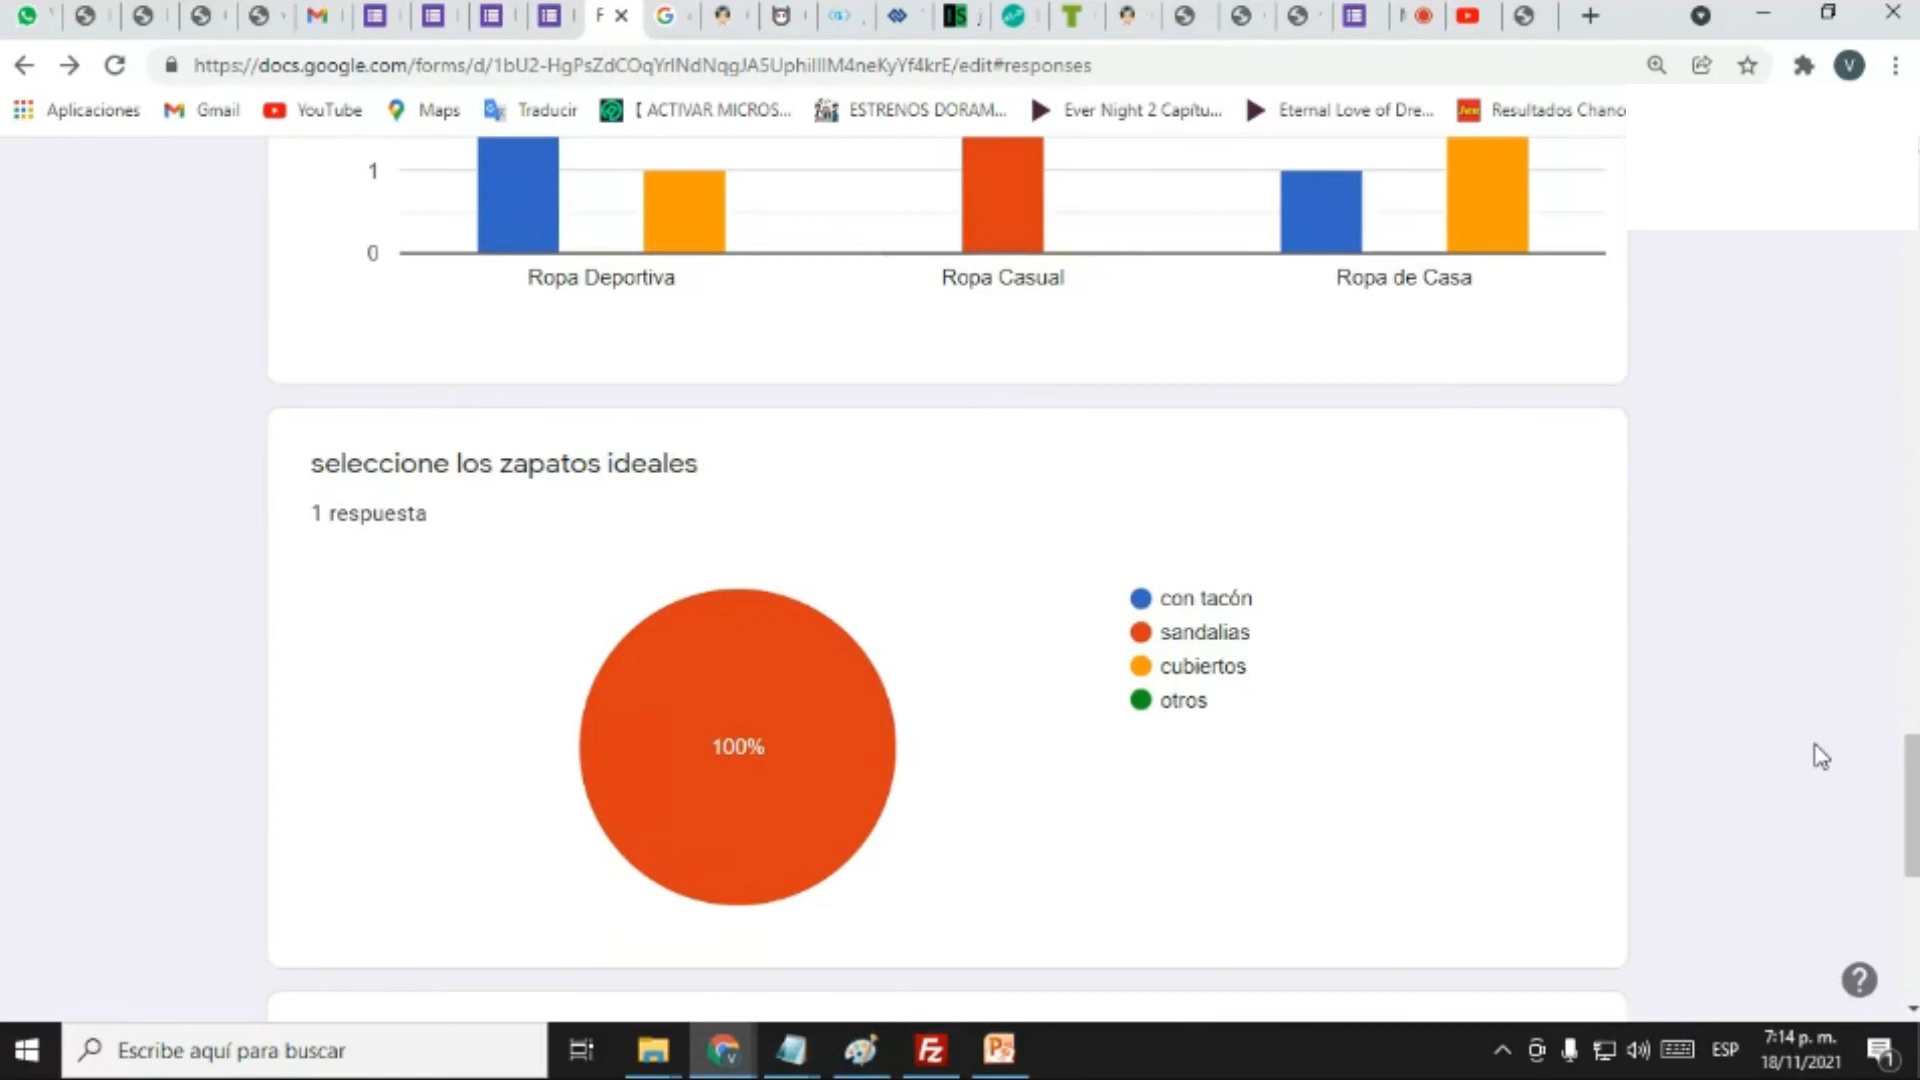 https://docs.google.com/forms/d/1bU2-HgPsZdCOqYrINdNqgJA5UphiIIIM4neKyYf4krE/edit#responses
V
Aplicaciones Gmail YouTube Maps Traducir [ ACTIVAR MICROS... ESTRENOS DORAM... Ever Night 2 Capítu... Eternal Love of Dre... Resultados Chanc
1
0
Ropa Deportiva Ropa Casual Ropa de Casa
seleccione los zapatos ideales
1 respuesta
con tacón
sandalias
cubiertos
otros
100%
Escribe aquí para buscar
ESP
7:14 p. m.
18/11/2021
1